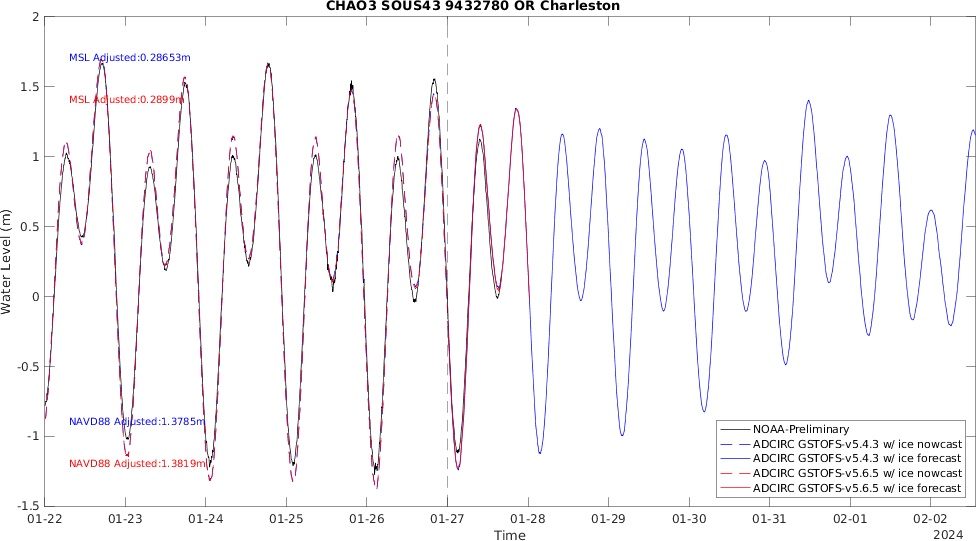 CHAO3 SOUS43 9432780 OR Charleston
2
1.5
1
0.5
0
-0.5
-1
-1.5
Water Level (m)
MSL Adjusted:0.28653m
MSL Adjusted:0.2899m
NAVD88 Adjusted:1.3785m
NAVD88 Adjusted:1.3819m
NOAA-Preliminary
ADCIRC GSTOFS-v5.4.3 w/ ice nowcast
ADCIRC GSTOFS-v5.4.3 w/ ice forecast
ADCIRC GSTOFS-v5.6.5 w/ ice nowcast
ADCIRC GSTOFS-v5.6.5 w/ ice forecast
01-22 01-23 01-24 01-25 01-26 01-27 01-28 01-29 01-30 01-31 02-01 02-02
Time
2024